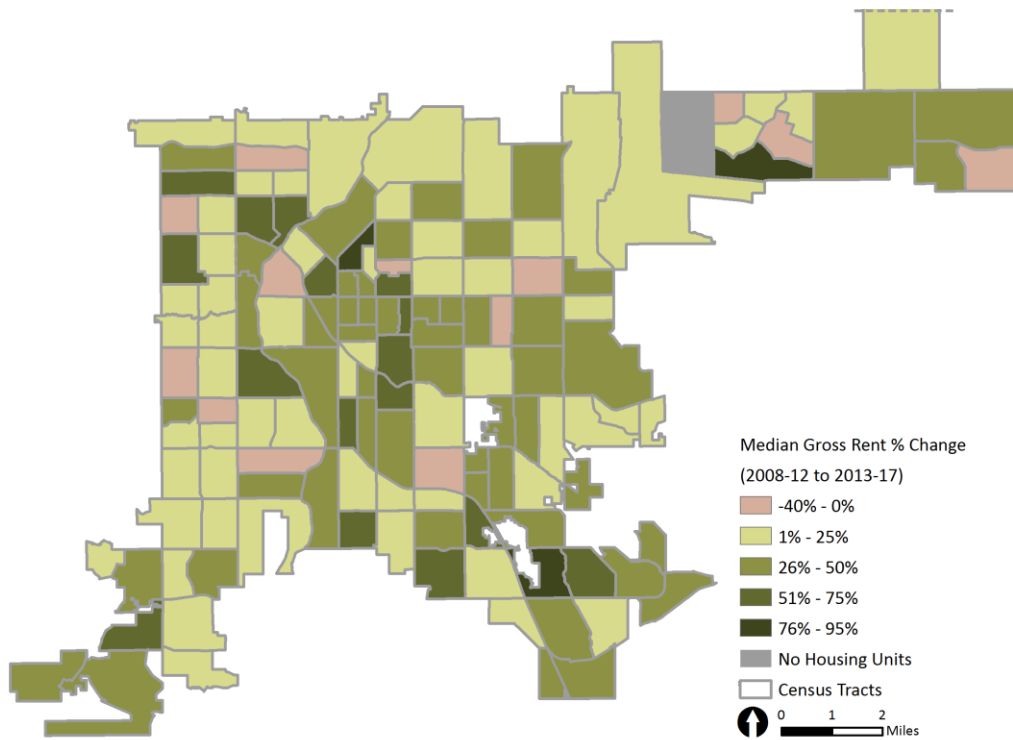 Median Gross Rent % Change
(2008-12 to 2013-17)
-40% - 0%
1% - 25%
26% - 50%
51% - 75%
76% - 95%
No Housing Units
Census Tracts
0 1 2
Miles